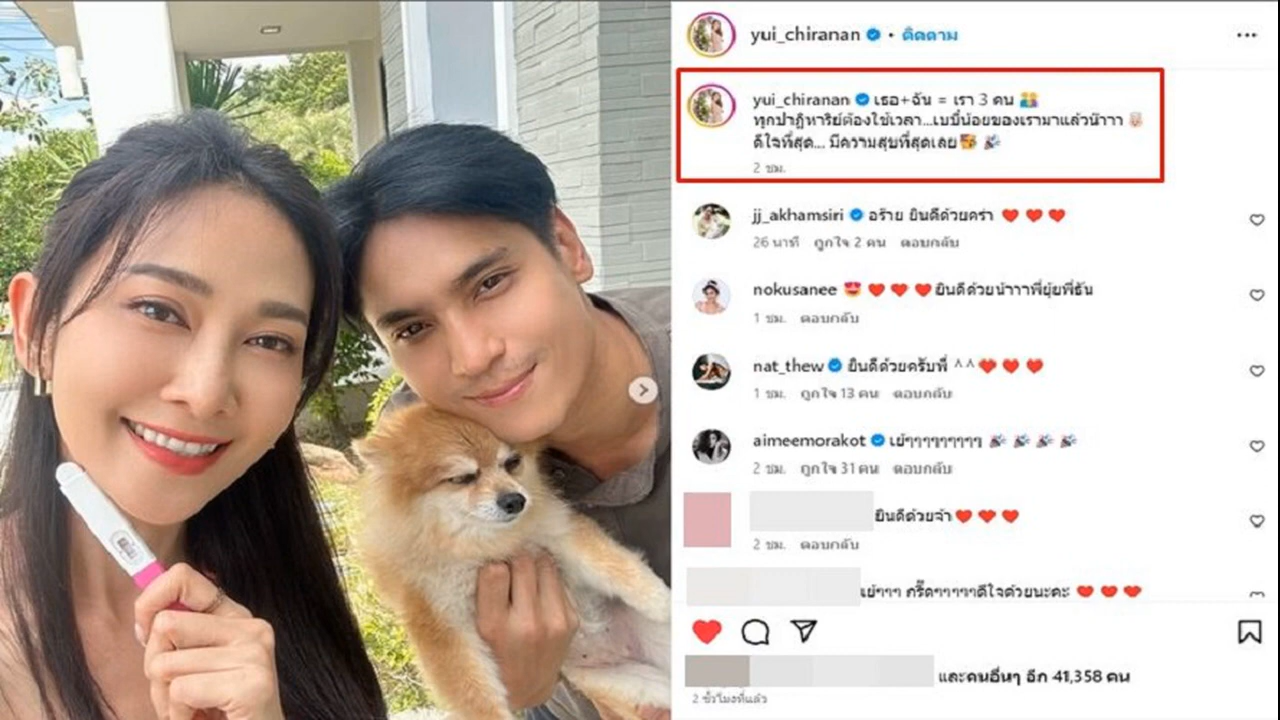 yui_chiranan • ติดตาม
yui_chiranan เธอ+ฉัน = เรา 3 คน
ทุกปาฏิหาริย์ต้องใช้เวลา...เบบี๋น้อยของเรามาแล้วน๊าาา
ดีใจที่สุด... มีความสุขที่สุดเลย
2 ชม.
jj_akhamsiri อร๊าย ยินดีด้วยคร่า ❤️ ❤️ ❤️
26 นาที ถูกใจ 2 คน ตอบกลับ
nokusanee 😍 ❤️ ❤️ ❤️ ยินดีด้วยน้าาาพี่ยุ้ยพี่ธัน
1 ชม. ตอบกลับ
nat_thew ยินดีด้วยครับพี่ ^^ ❤️ ❤️ ❤️
1 ชม. ถูกใจ 13 คน ตอบกลับ
aimeemorakot เย้ๆๆๆๆๆๆๆๆ 🎉 🎉 🎉 🎉
2 ชม. ถูกใจ 31 คน ตอบกลับ
ยินดีด้วยจ้า ❤️ ❤️ ❤️
2 ชม. ตอบกลับ
เย้ๆๆๆ กรี๊ดๆๆๆๆๆดีใจด้วยนะคะ ❤️ ❤️ ❤️
และคนอื่นๆ อีก 41,358 คน
2 ชั่วโมงที่แล้ว